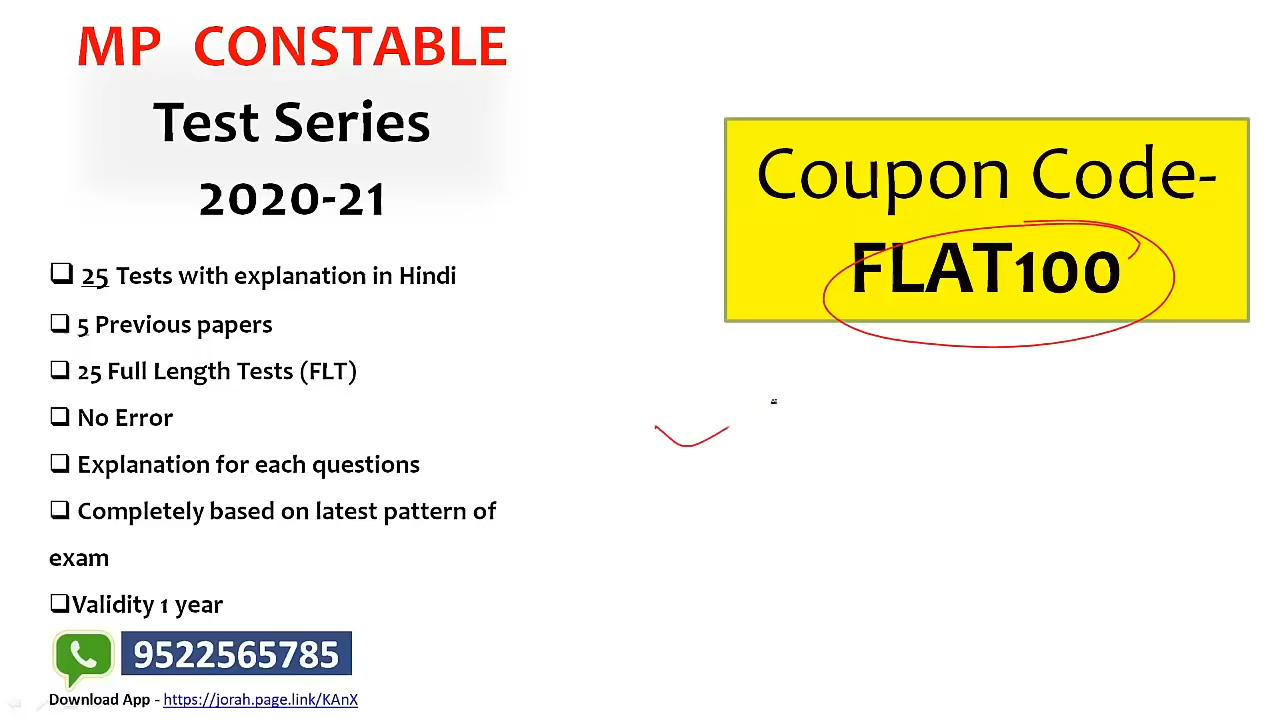 MP CONSTABLE
Test Series
2020-21
25 Tests with explanation in Hindi
5 Previous papers
25 Full Length Tests (FLT)
No Error
Explanation for each questions
Completely based on latest pattern of
exam
Validity 1 year
9522565785
Download App - https://jorah.page.link/KAnX
Coupon Code-
FLAT100